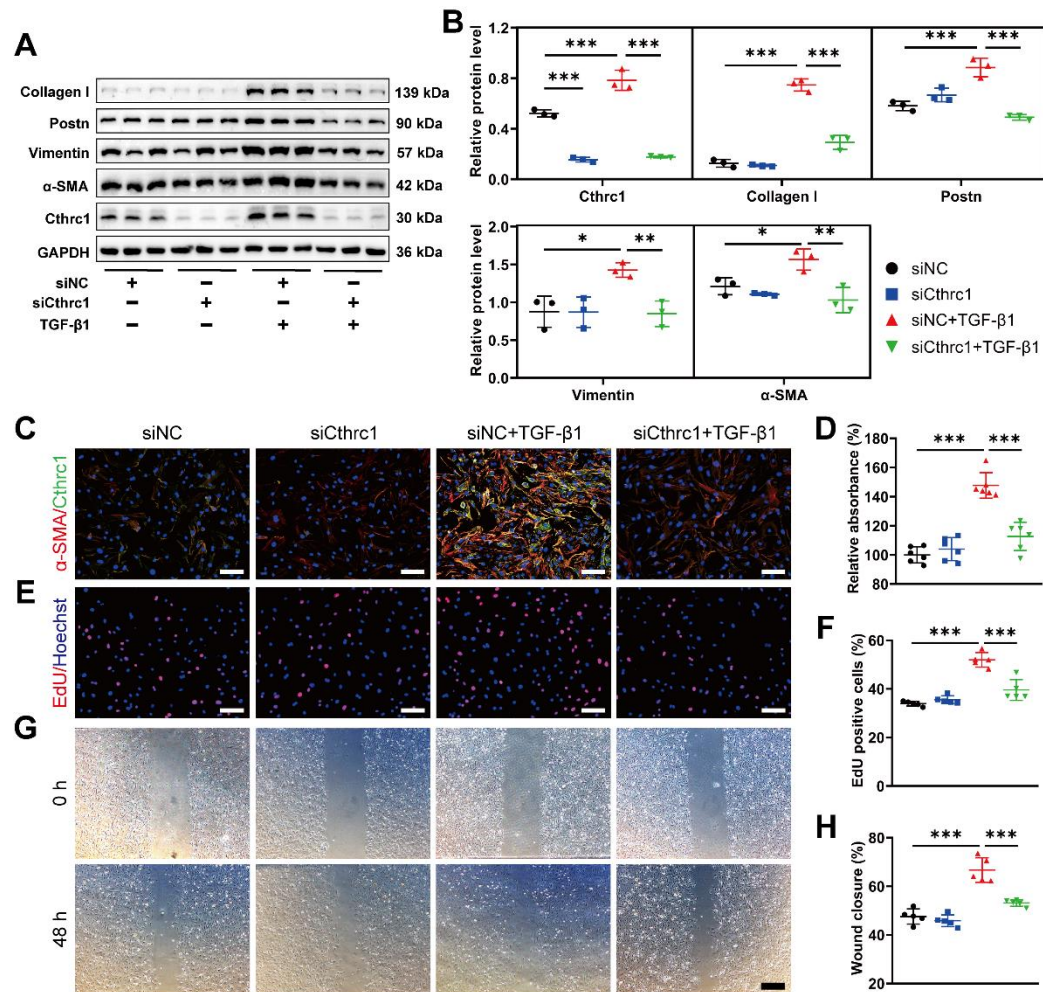 A
Collagen I
139 kDa
Postn
90 kDa
Vimentin
57 kDa
α-SMA
42 kDa
Cthrc1
30 kDa
GAPDH
36 kDa
siNC + − + −
siCthrc1 − + − +
TGF-β1 − − + +
B
Relative protein level
1.2
0.8
0.4
0.0
***
***
***
***
***
***
***
Cthrc1
Collagen I
Postn
Relative protein level
2.0
1.5
1.0
0.5
0.0
*
**
*
**
Vimentin
α-SMA
siNC
siCthrc1
siNC+TGF-β1
siCthrc1+TGF-β1
C
siNC
siCthrc1
siNC+TGF-β1
siCthrc1+TGF-β1
α-SMA/Cthrc1
D
Relative absorbance (%)
180
160
140
120
100
80
***
***
E
EdU/Hoechst
F
EdU positive cells (%)
60
40
20
0
***
***
G
0 h
48 h
H
Wound closure (%)
80
60
40
20
***
***